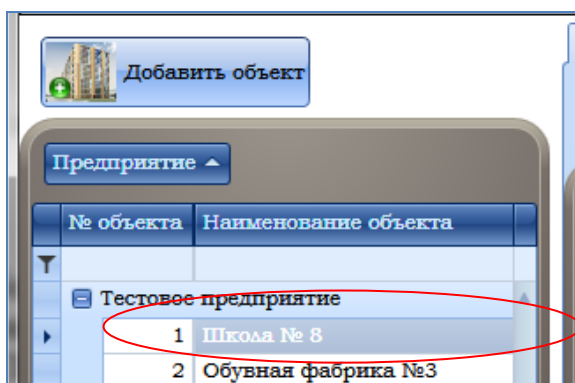 Добавить объект
Предприятие
№ объекта Наименование объекта
Тестовое предприятие
1 Школа № 8
2 Обувная фабрика №3